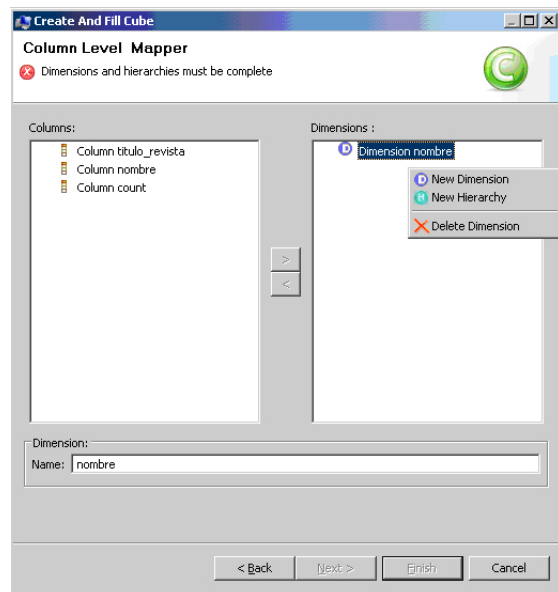 Create And Fill Cube
Column Level Mapper
Dimensions and hierarchies must be complete
Columns:
Column titulo_revista
Column nombre
Column count
Dimensions :
Dimension nombre
New Dimension
New Hierarchy
Delete Dimension
>
<
Dimension:
Name: nombre
< Back
Next >
Finish
Cancel